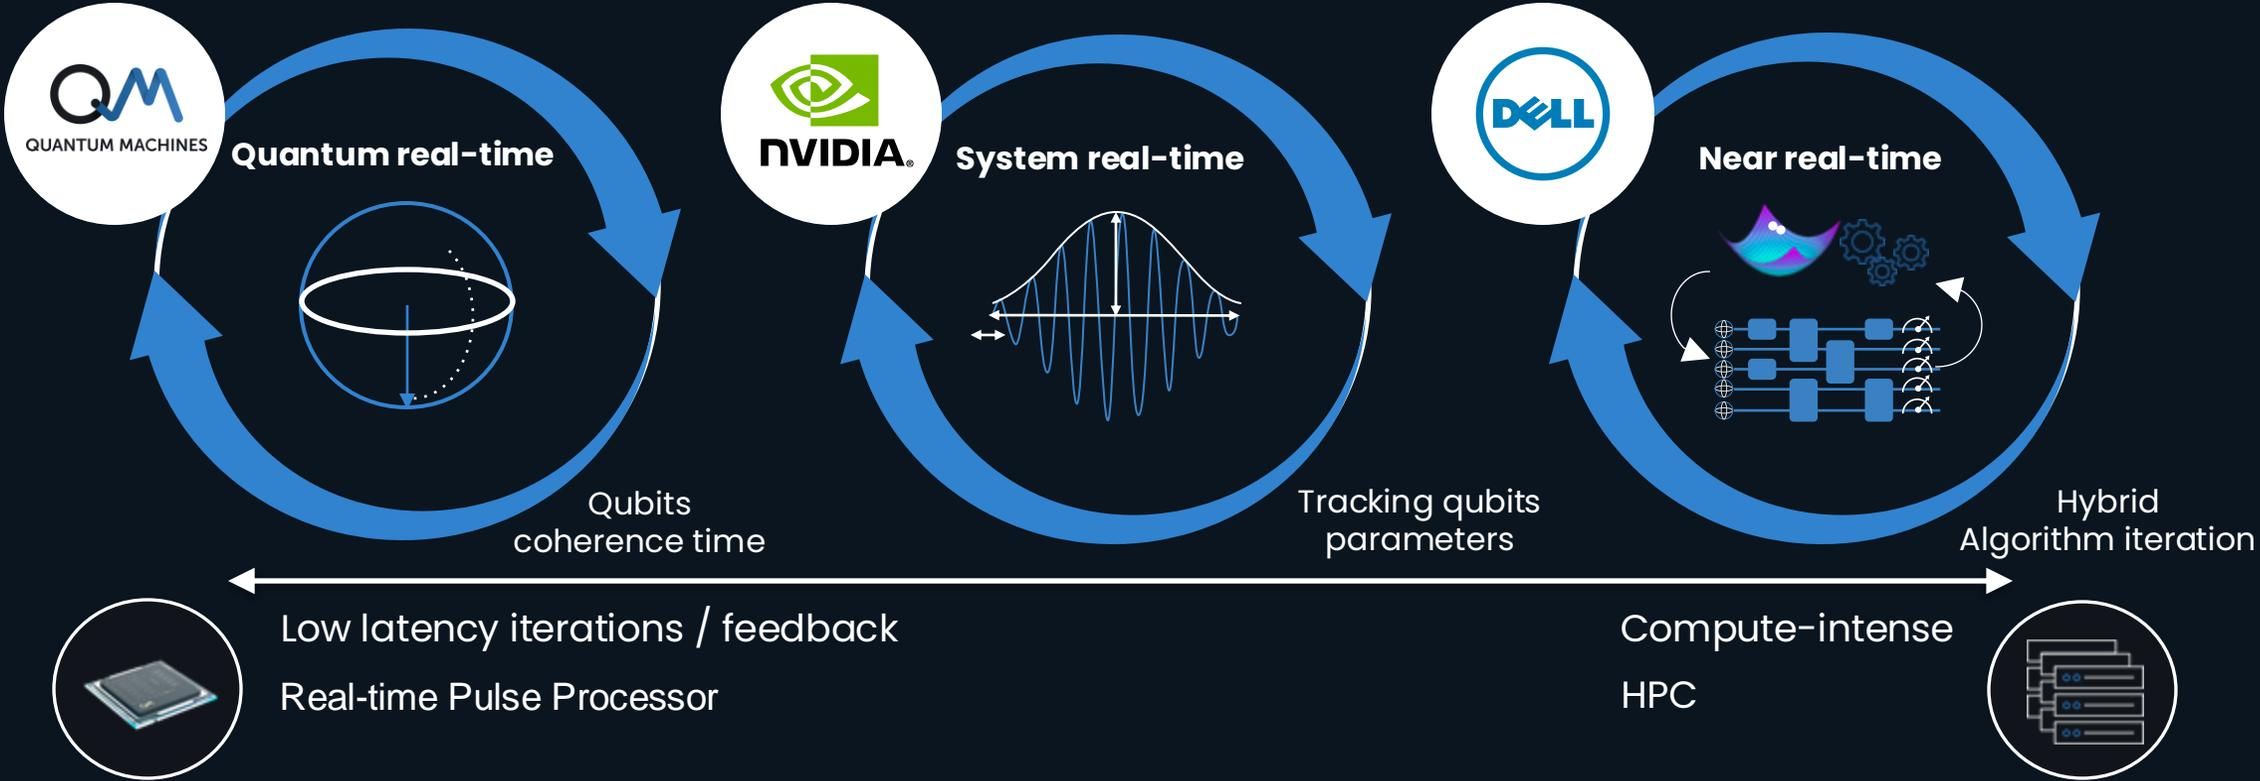 QM
QUANTUM MACHINES
Quantum real-time
Qubits
coherence time
NVIDIA®
System real-time
Tracking qubits
parameters
DELL
Near real-time
Hybrid
Algorithm iteration
Low latency iterations / feedback
Real-time Pulse Processor
Compute-intense
HPC